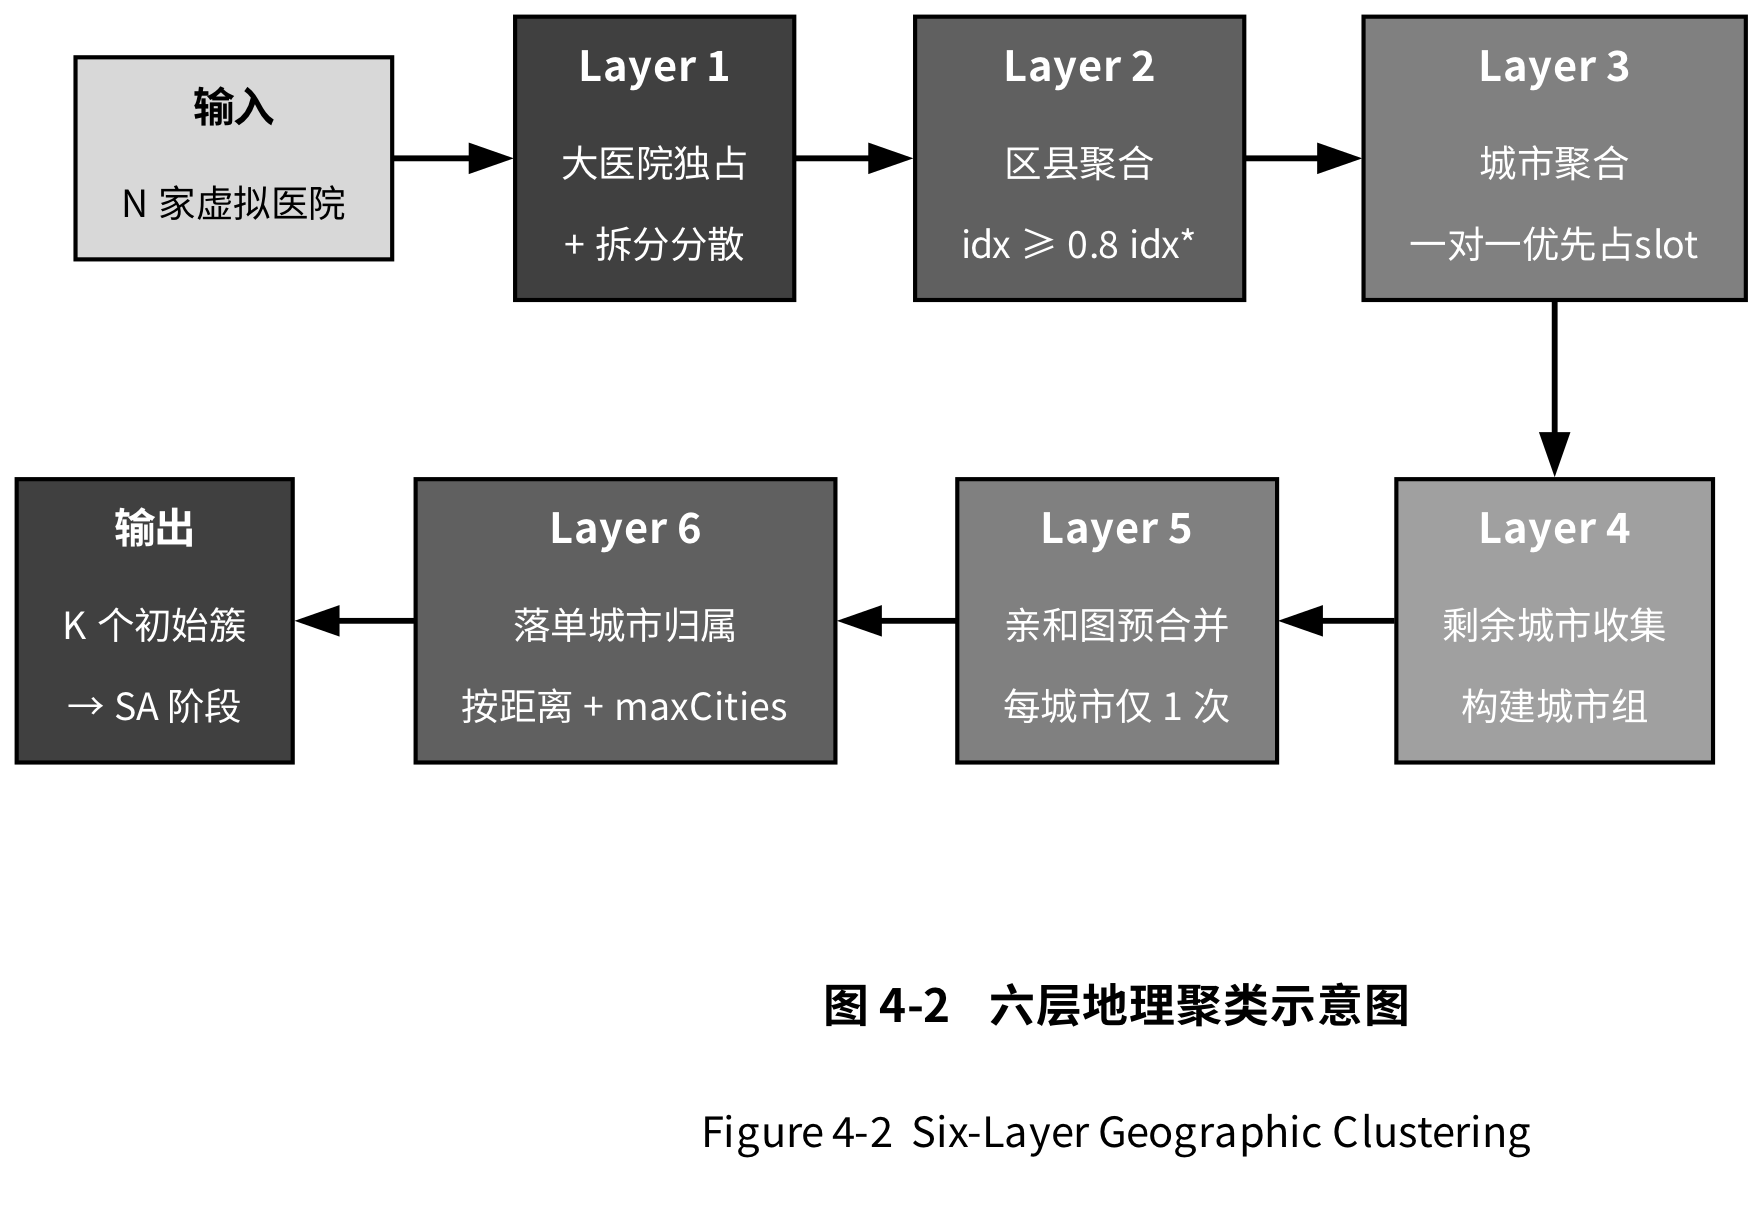 输入
N 家虚拟医院
Layer 1
大医院独占
+ 拆分分散
Layer 2
区县聚合
idx ⩾ 0.8 idx*
Layer 3
城市聚合
一对一优先占slot
Layer 4
剩余城市收集
构建城市组
Layer 5
亲和图预合并
每城市仅 1 次
Layer 6
落单城市归属
按距离 + maxCities
输出
K 个初始簇
→ SA 阶段
图 4-2 六层地理聚类示意图
Figure 4-2 Six-Layer Geographic Clustering